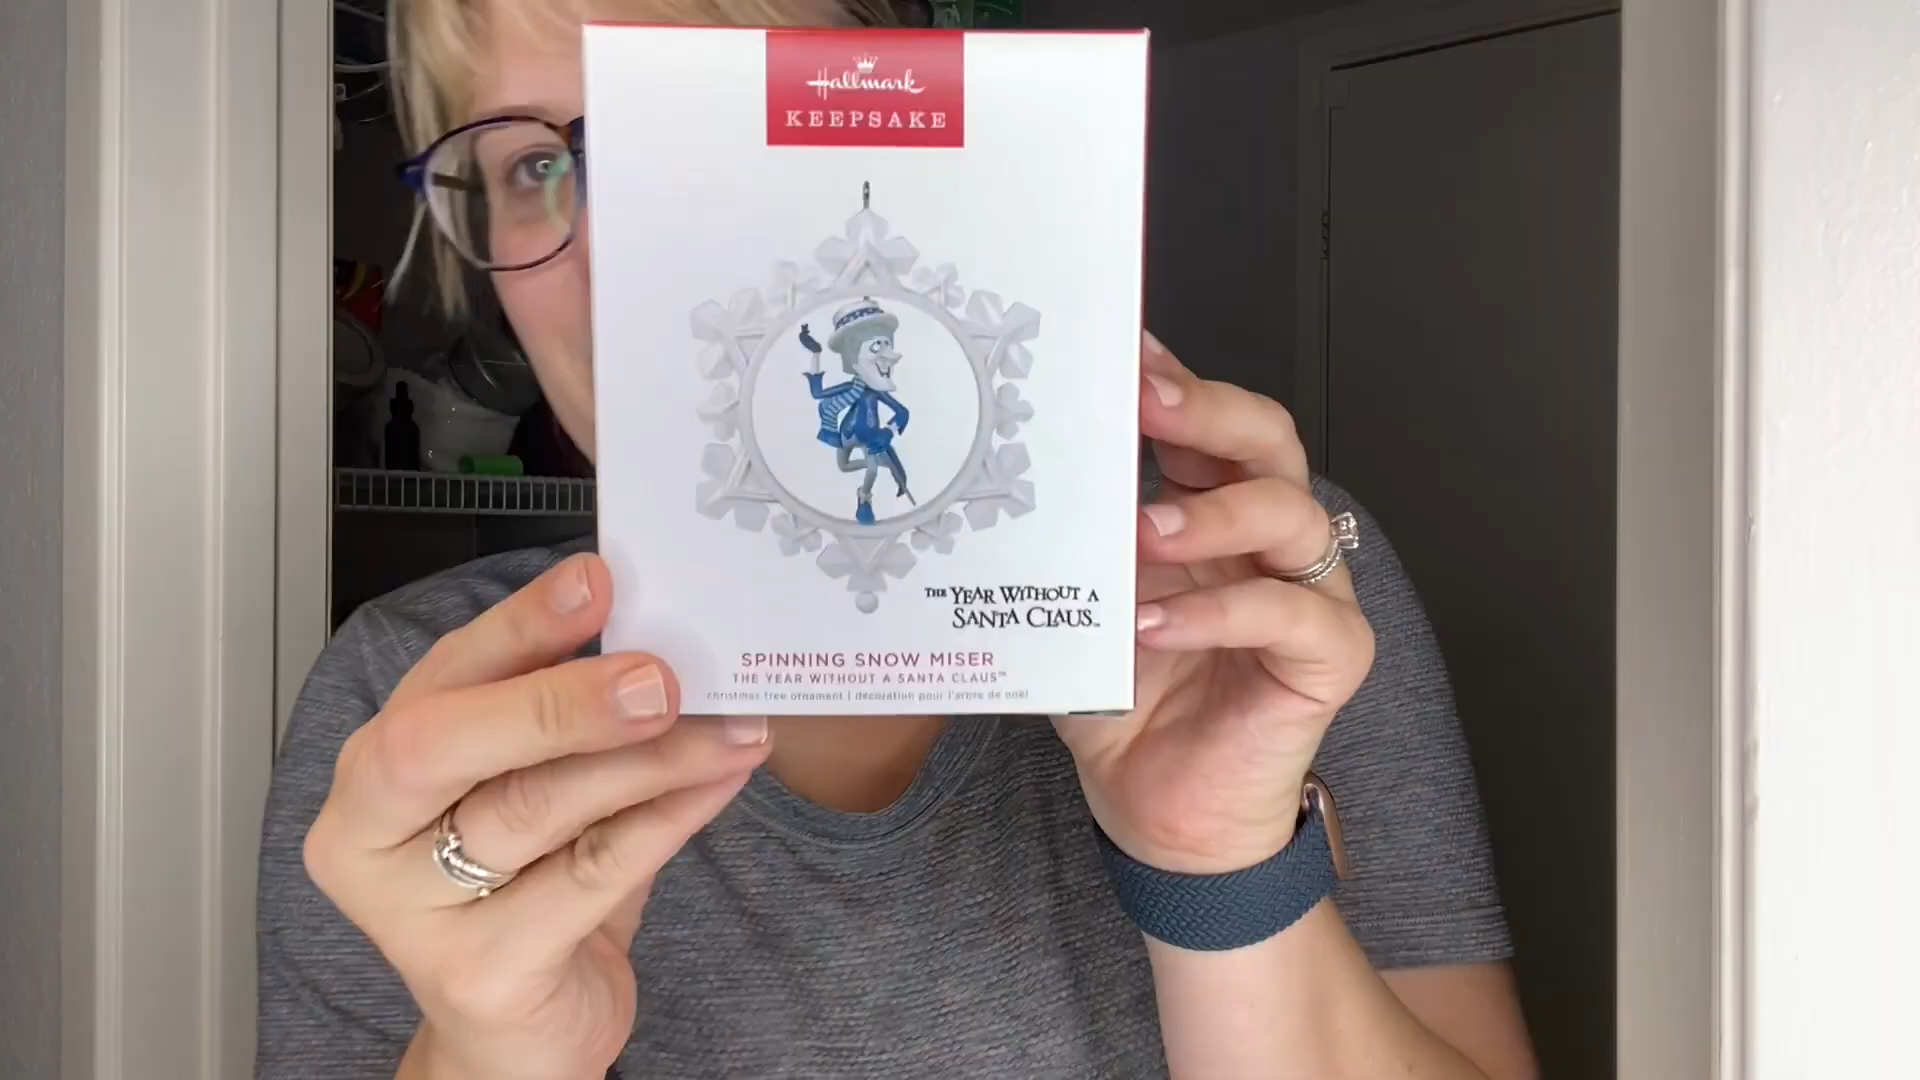 Hallmark
KEEPSAKE
THE YEAR WITHOUT A
SANTA CLAUS™
SPINNING SNOW MISER
THE YEAR WITHOUT A SANTA CLAUS™
christmas tree ornament | décoration pour l'arbre de noël